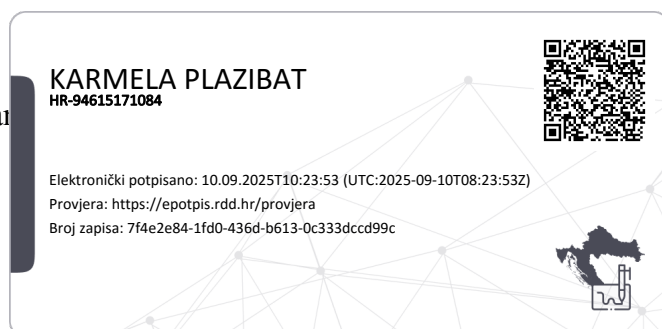 KARMELA PLAZIBAT
HR-94615171084
Elektronički potpisano: 10.09.2025T10:23:53 (UTC:2025-09-10T08:23:53Z)
Provjera: https://epotpis.rdd.hr/provjera
Broj zapisa: 7f4e2e84-1fd0-436d-b613-0c333dccd99c